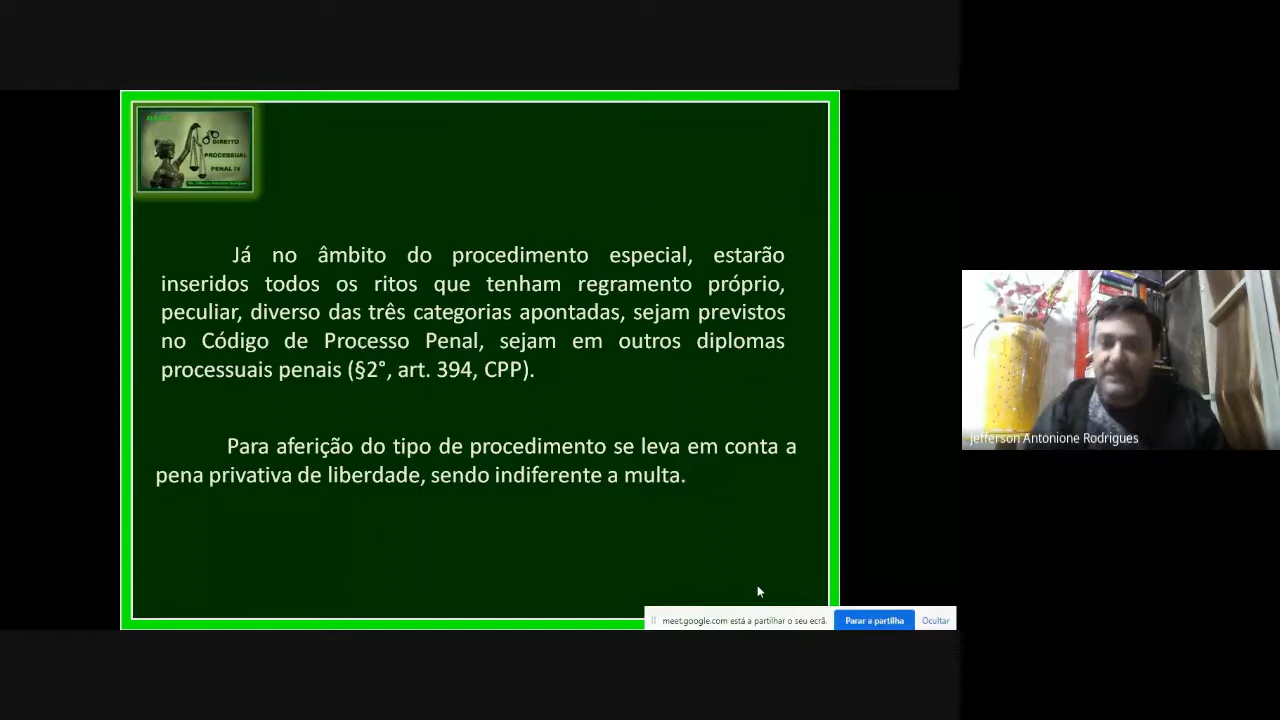 DIREITO
PROCESSUAL
PENAL IV
Já no âmbito do procedimento especial, estarão
inseridos todos os ritos que tenham regramento próprio,
peculiar, diverso das três categorias apontadas, sejam previstos
no Código de Processo Penal, sejam em outros diplomas
processuais penais (§2°, art. 394, CPP).
Para aferição do tipo de procedimento se leva em conta a
pena privativa de liberdade, sendo indiferente a multa.
meet.google.com está a partilhar o seu ecrã.
Parar a partilha
Ocultar
Jefferson Antonione Rodrigues